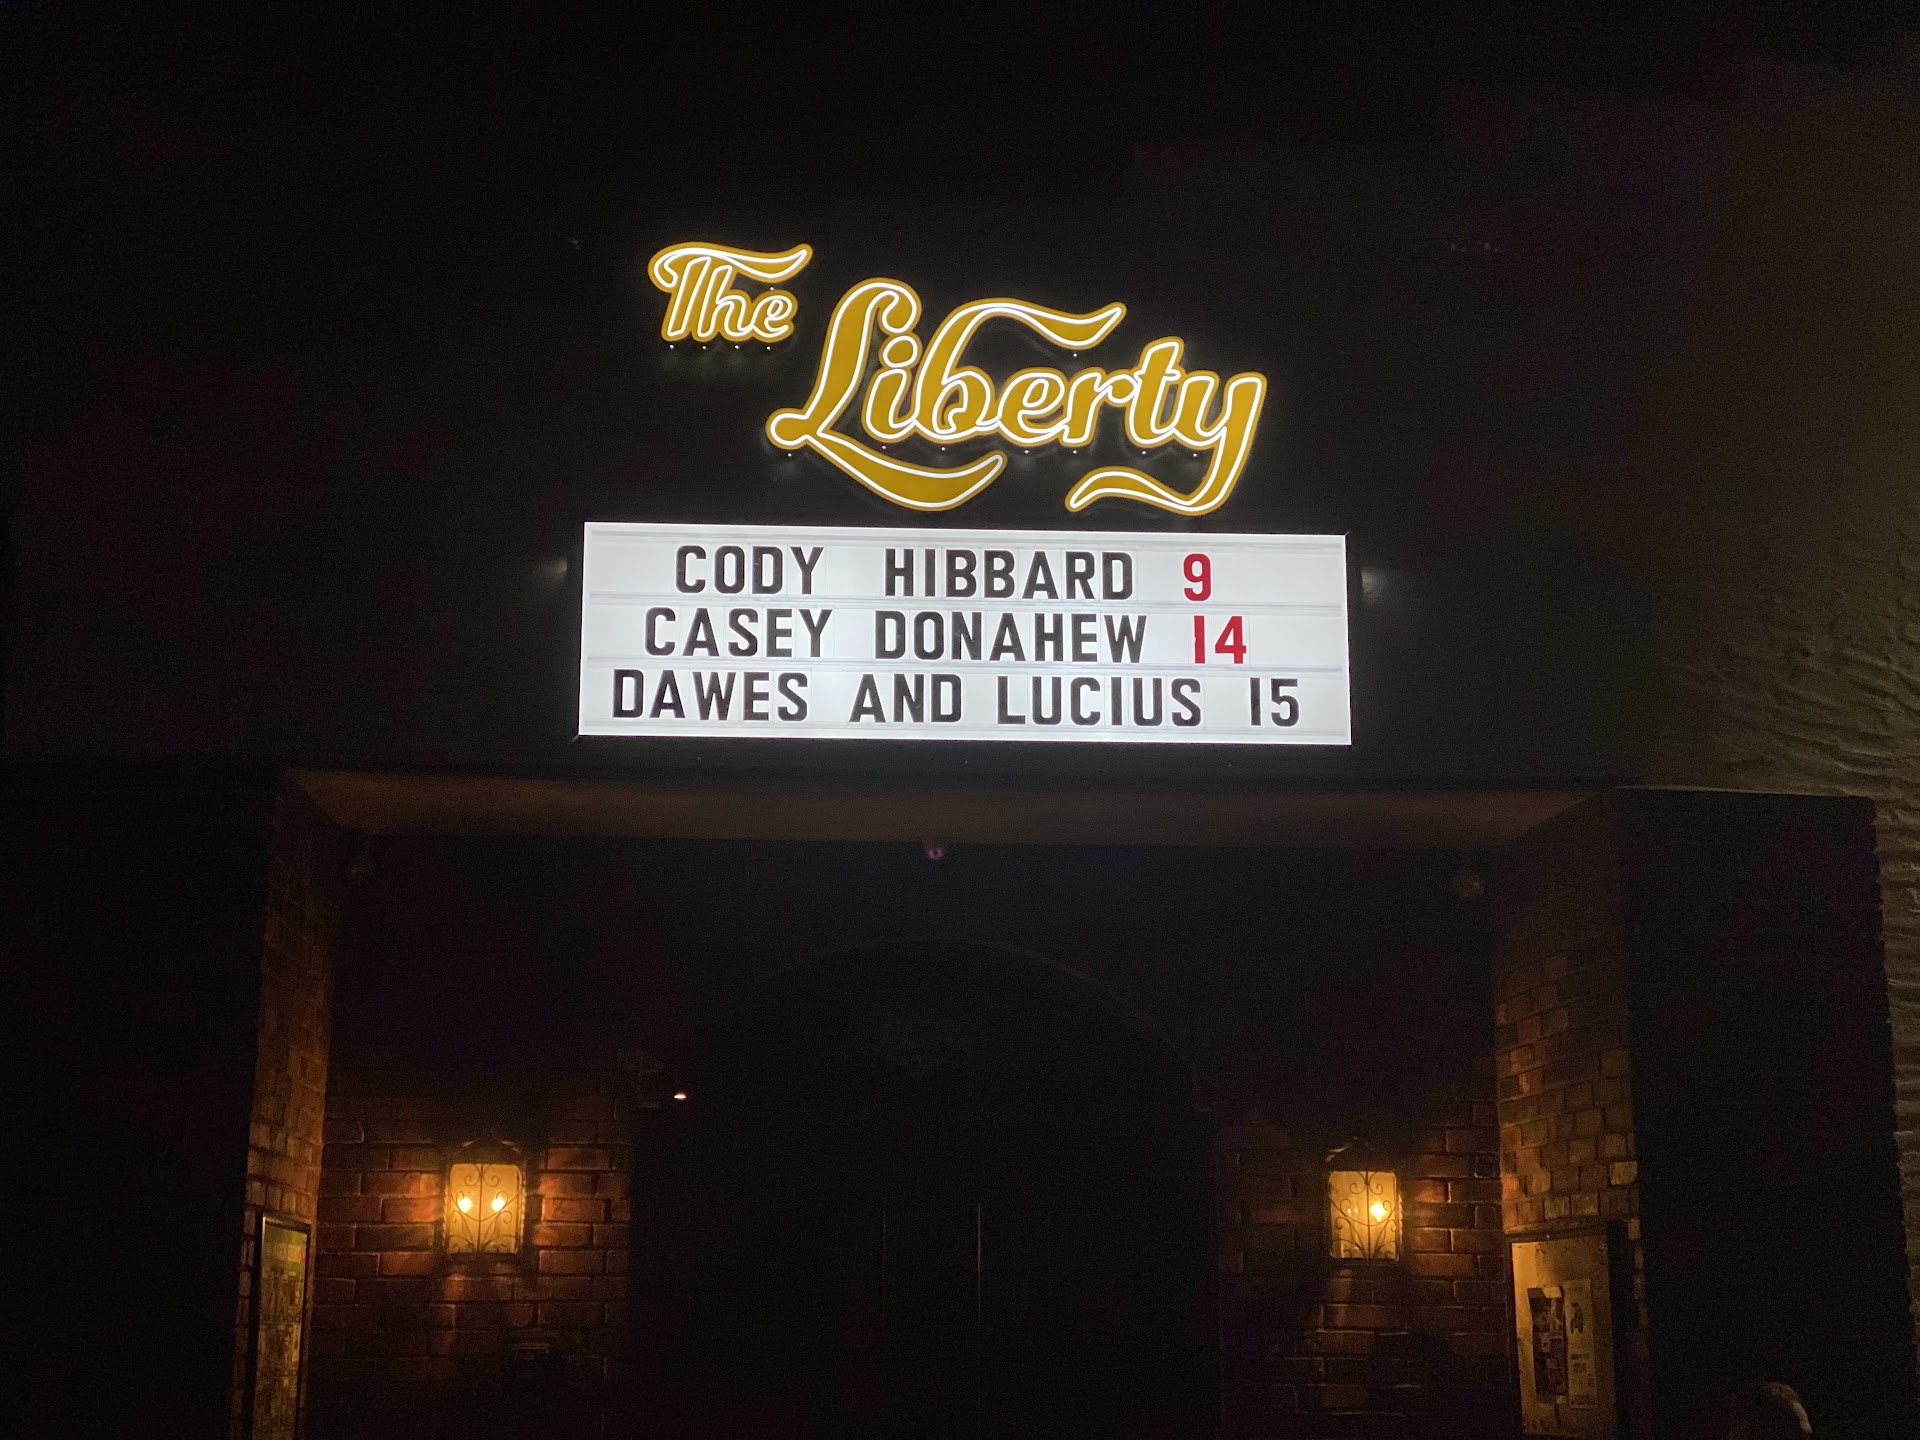 The
Liberty
CODY HIBBARD 9
CASEY DONAHEW 14
DAWES AND LUCIUS 15